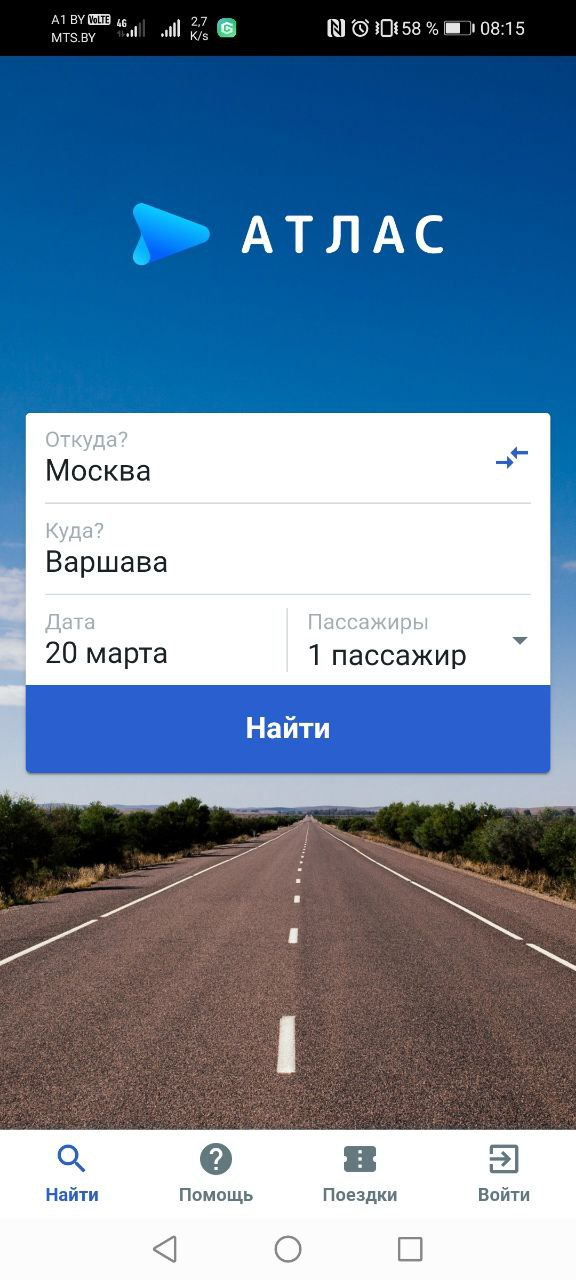 A1 BY VoLTE 4G 2,7 58 % 08:15
MTS.BY K/s
АТЛАС
Откуда?
Москва
Куда?
Варшава
Дата Пассажиры
20 марта 1 пассажир
Найти
Найти Помощь Поездки Войти